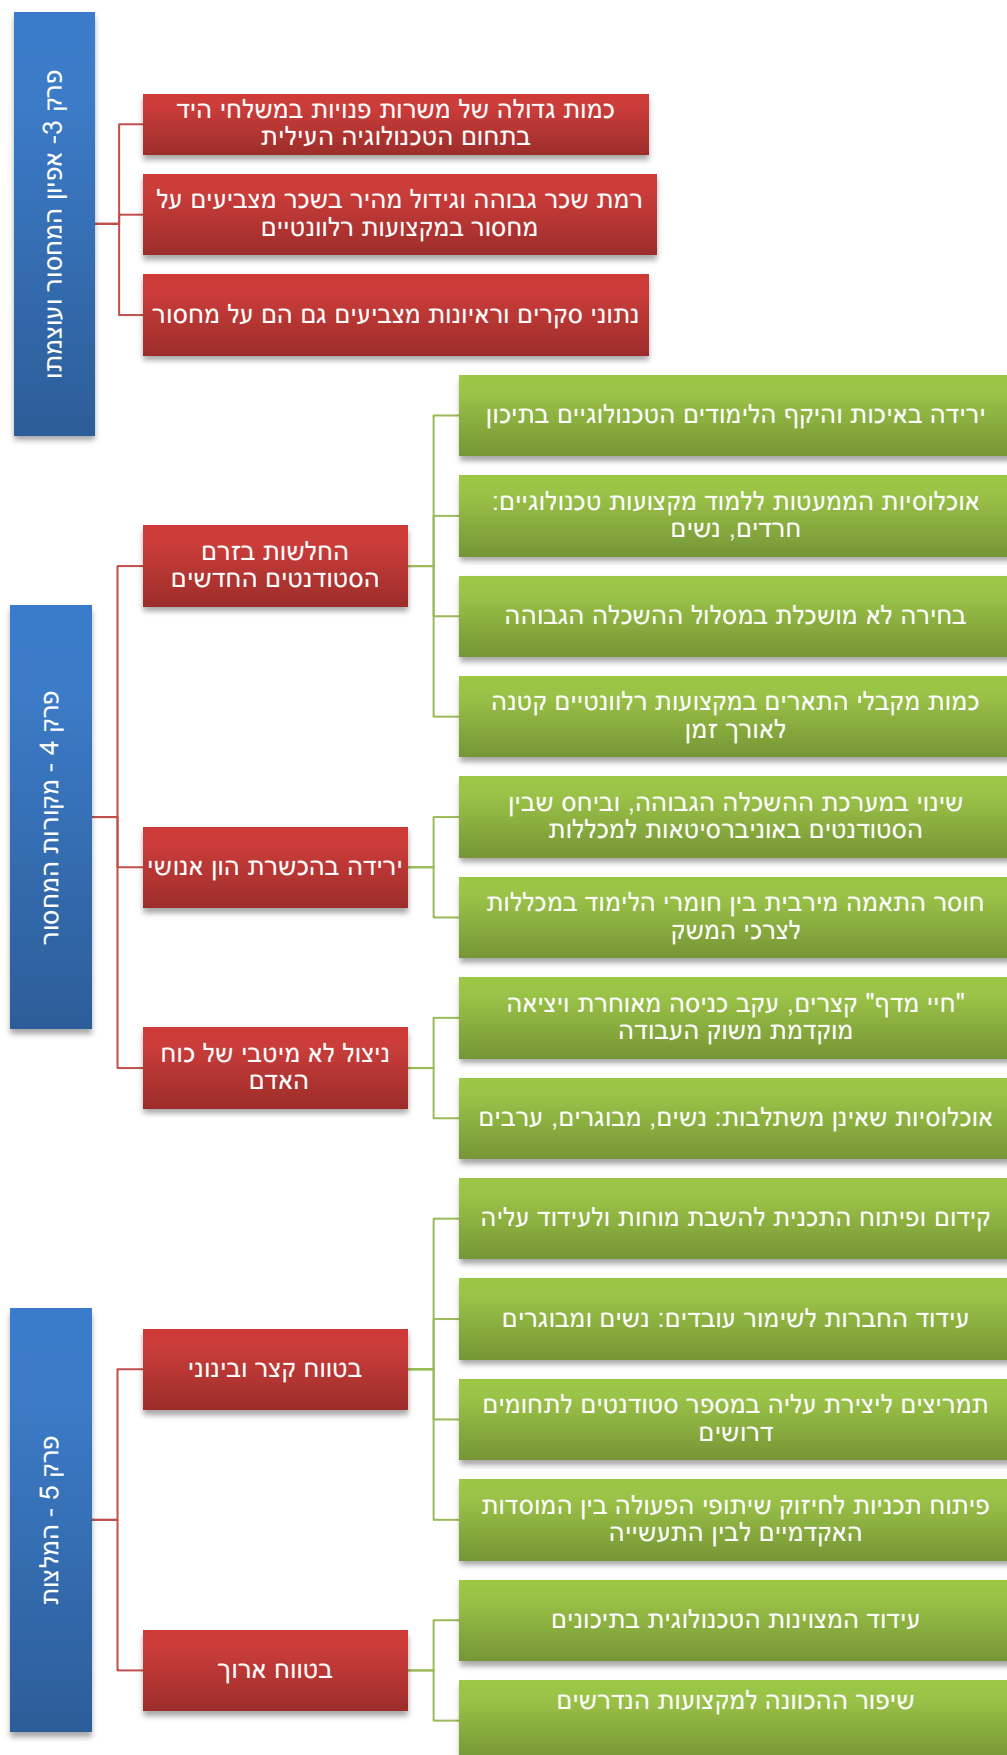 פרק 3- אפיון המחסור ועוצמתו
כמות גדולה של משרות פנויות במשלחי היד
בתחום הטכנולוגיה העילית
רמת שכר גבוהה וגידול מהיר בשכר מצביעים על
מחסור במקצועות רלוונטיים
נתוני סקרים וראיונות מצביעים גם הם על מחסור
פרק 4 - מקורות המחסור
החלשות בזרם
הסטודנטים החדשים
ירידה באיכות והיקף הלימודים הטכנולוגיים בתיכון
אוכלוסיות הממעטות ללמוד מקצועות טכנולוגיים:
חרדים, נשים
בחירה לא מושכלת במסלול ההשכלה הגבוהה
כמות מקבלי התארים במקצועות רלוונטיים קטנה
לאורך זמן
ירידה בהכשרת הון אנושי
שינוי במערכת ההשכלה הגבוהה, וביחס שבין
הסטודנטים באוניברסיטאות למכללות
חוסר התאמה מירבית בין חומרי הלימוד במכללות
לצרכי המשק
ניצול לא מיטבי של כוח
האדם
"חיי מדף" קצרים, עקב כניסה מאוחרת ויציאה
מוקדמת משוק העבודה
אוכלוסיות שאינן משתלבות: נשים, מבוגרים, ערבים
פרק 5 - המלצות
בטווח קצר ובינוני
קידום ופיתוח התכנית להשבת מוחות ולעידוד עליה
עידוד החברות לשימור עובדים: נשים ומבוגרים
תמריצים ליצירת עליה במספר סטודנטים לתחומים
דרושים
פיתוח תכניות לחיזוק שיתופי הפעולה בין המוסדות
האקדמיים לבין התעשייה
בטווח ארוך
עידוד המצוינות הטכנולוגית בתיכונים
שיפור ההכוונה למקצועות הנדרשים